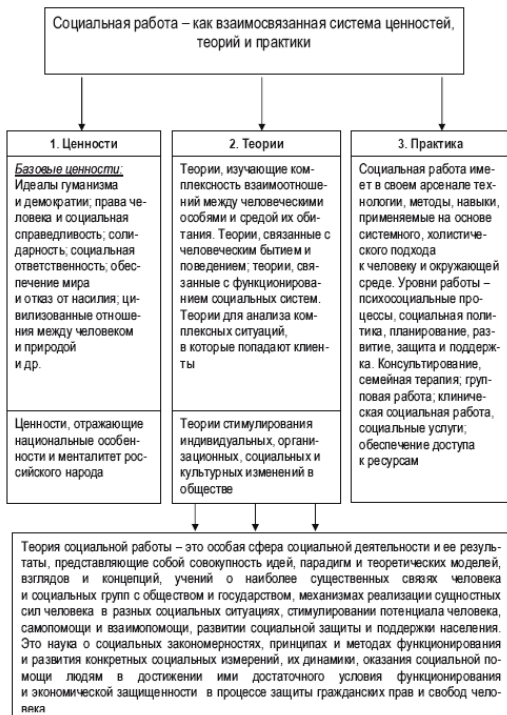 Социальная работа – как взаимосвязанная система ценностей,
теорий и практики
1. Ценности
Базовые ценности:
Идеалы гуманизма
и демократии; права че-
ловека и социальная
справедливость; соли-
дарность; социальная
ответственность; обес-
печение мира
и отказ от насилия; ци-
вилизованные отноше-
ния между человеком
и природой
и др.
Ценности, отражающие
национальные особен-
ности и менталитет рос-
сийского народа
2. Теории
Теории, изучающие ком-
плексность взаимоотноше-
ний между человеческими
особями и средой их оби-
тания. Теории, связанные с
человеческим бытием и
поведением; теории, свя-
занные с функционирова-
нием социальных систем.
Теории для анализа ком-
плексных ситуаций,
в которые попадают клиен-
ты
Теории стимулирования
индивидуальных, органи-
зационных, социальных и
культурных изменений в
обществе
3. Практика
Социальная работа име-
ет в своем арсенале тех-
нологии, методы, навыки,
применяемые на основе
системного, холистиче-
ского подхода
к человеку и окружающей
среде. Уровни работы –
психосоциальные про-
цессы, социальная поли-
тика, планирование, раз-
витие, защита и поддерж-
ка. Консультирование,
семейная терапия; груп-
повая работа; клиниче-
ская социальная работа,
социальные услуги;
обеспечение доступа
к ресурсам
Теория социальной работы – это особая сфера социальной деятельности и ее резуль-
таты, представляющие собой совокупность идей, парадигм и теоретических моделей,
взглядов и концепций, учений о наиболее существенных связях человека
и социальных групп с обществом и государством, механизмах реализации сущностных
сил человека в разных социальных ситуациях, стимулировании потенциала человека,
самопомощи и взаимопомощи, развитии социальной защиты и поддержки населения.
Это наука о социальных закономерностях, принципах и методах функционирования
и развития конкретных социальных измерений, их динамики, оказания социальной по-
мощи людям в достижении ими достаточного условия функционирования
и экономической защищенности в процессе защиты гражданских прав и свобод чело-
века